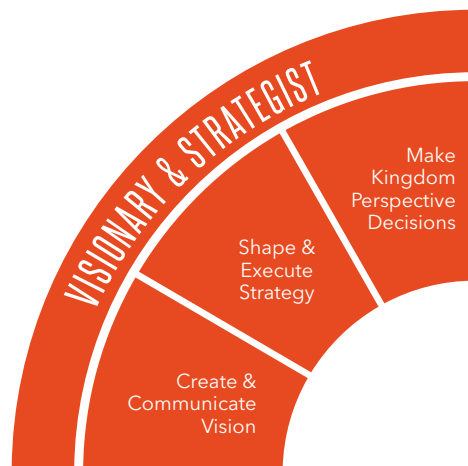 VISIONARY & STRATEGIST
Make
Kingdom
Perspective
Decisions
Shape &
Execute
Strategy
Create &
Communicate
Vision